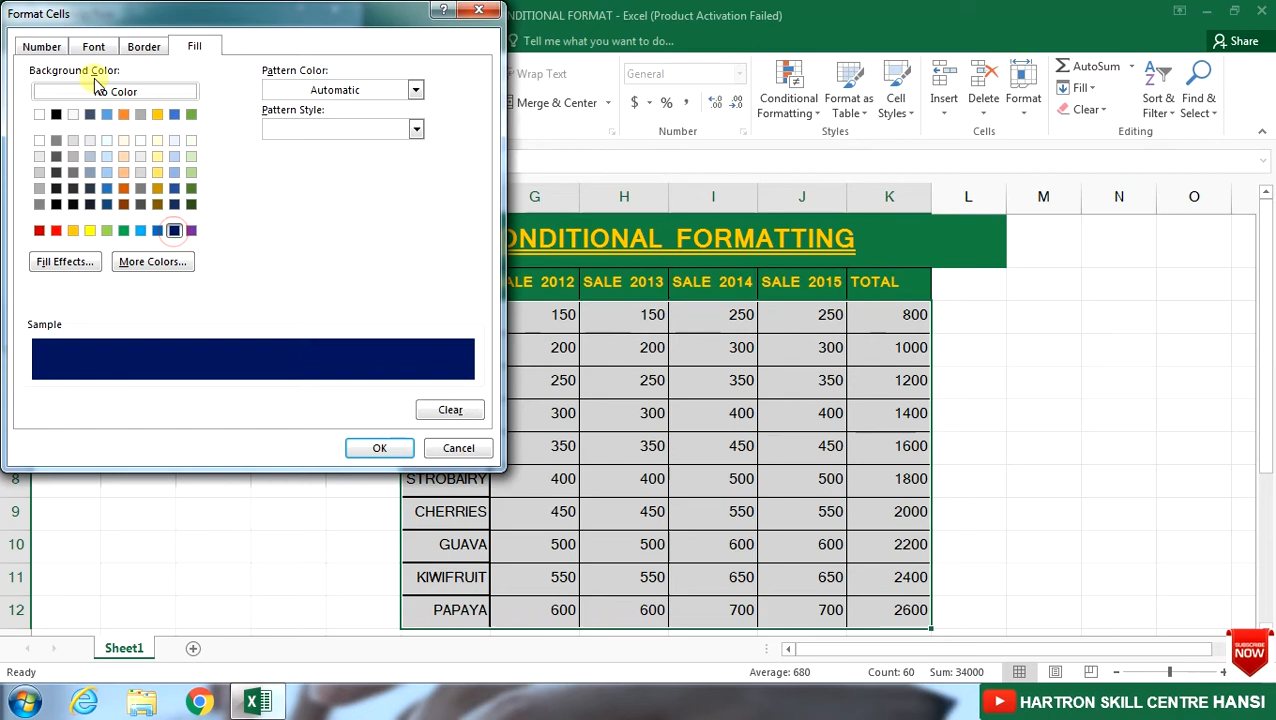 Format Cells
?
ONDITIONAL FORMAT - Excel (Product Activation Failed)
Number Font Border Fill
Tell me what you want to do...
Share
Background Color:
Color
Pattern Color:
Automatic
Pattern Style:
Fill Effects...
More Colors...
Sample
Clear
OK
Cancel
Wrap Text
Merge & Center
General
$ %
Number
Conditional
Formatting
Format as
Table
Cell
Styles
Styles
Insert Delete Format
Cells
AutoSum
Fill
Clear
Sort &
Filter
Find &
Select
Editing
G H I J K L M N O
ONDITIONAL FORMATTING
ALE 2012 SALE 2013 SALE 2014 SALE 2015 TOTAL
150 150 250 250 800
200 200 300 300 1000
250 250 350 350 1200
300 300 400 400 1400
350 350 450 450 1600
STROBAIRY 400 400 500 500 1800
9 CHERRIES 450 450 550 550 2000
10 GUAVA 500 500 600 600 2200
11 KIWIFRUIT 550 550 650 650 2400
12 PAPAYA 600 600 700 700 2600
Sheet1
Ready
Average: 680 Count: 60 Sum: 34000
SUBSCRIBE
NOW
HARTRON SKILL CENTRE HANSI